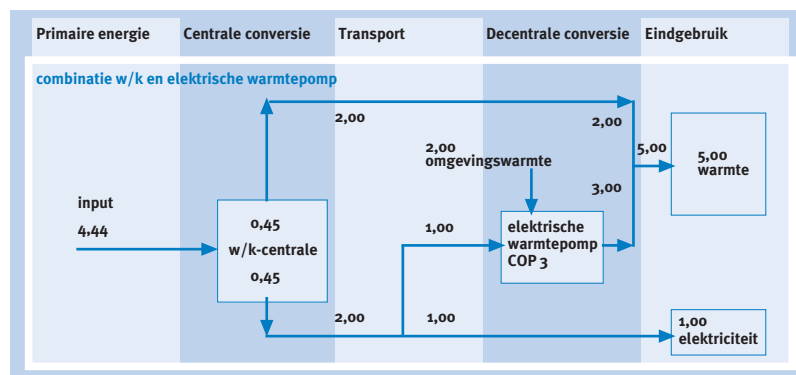 Primaire energie
Centrale conversie
Transport
Decentrale conversie
Eindgebruik
combinatie w/k en elektrische warmtepomp
2,00
2,00
2,00
omgevingswarmte
5,00
5,00
warmte
3,00
input
4,44
0,45
w/k-centrale
0,45
1,00
elektrische
warmtepomp
COP 3
2,00
1,00
1,00
elektriciteit